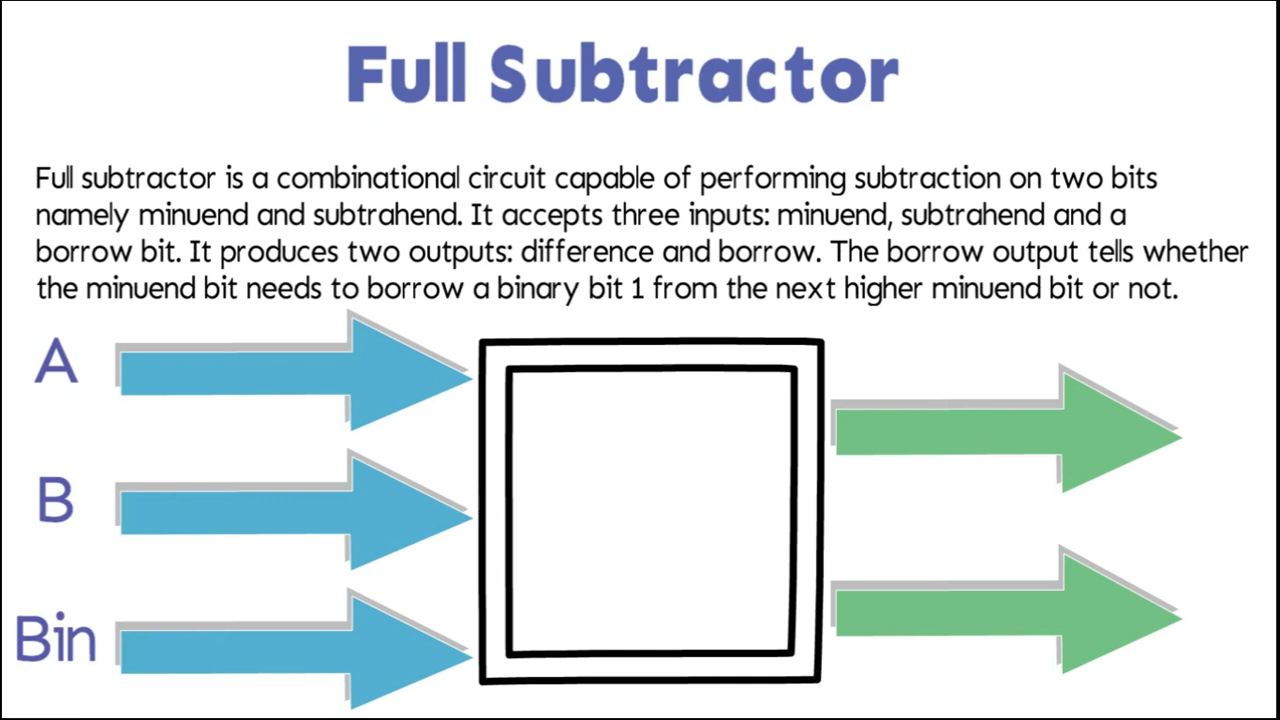 Full Subtractor
Full subtractor is a combinational circuit capable of performing subtraction on two bits
namely minuend and subtrahend. It accepts three inputs: minuend, subtrahend and a
borrow bit. It produces two outputs: difference and borrow. The borrow output tells whether
the minuend bit needs to borrow a binary bit 1 from the next higher minuend bit or not.
A
B
Bin